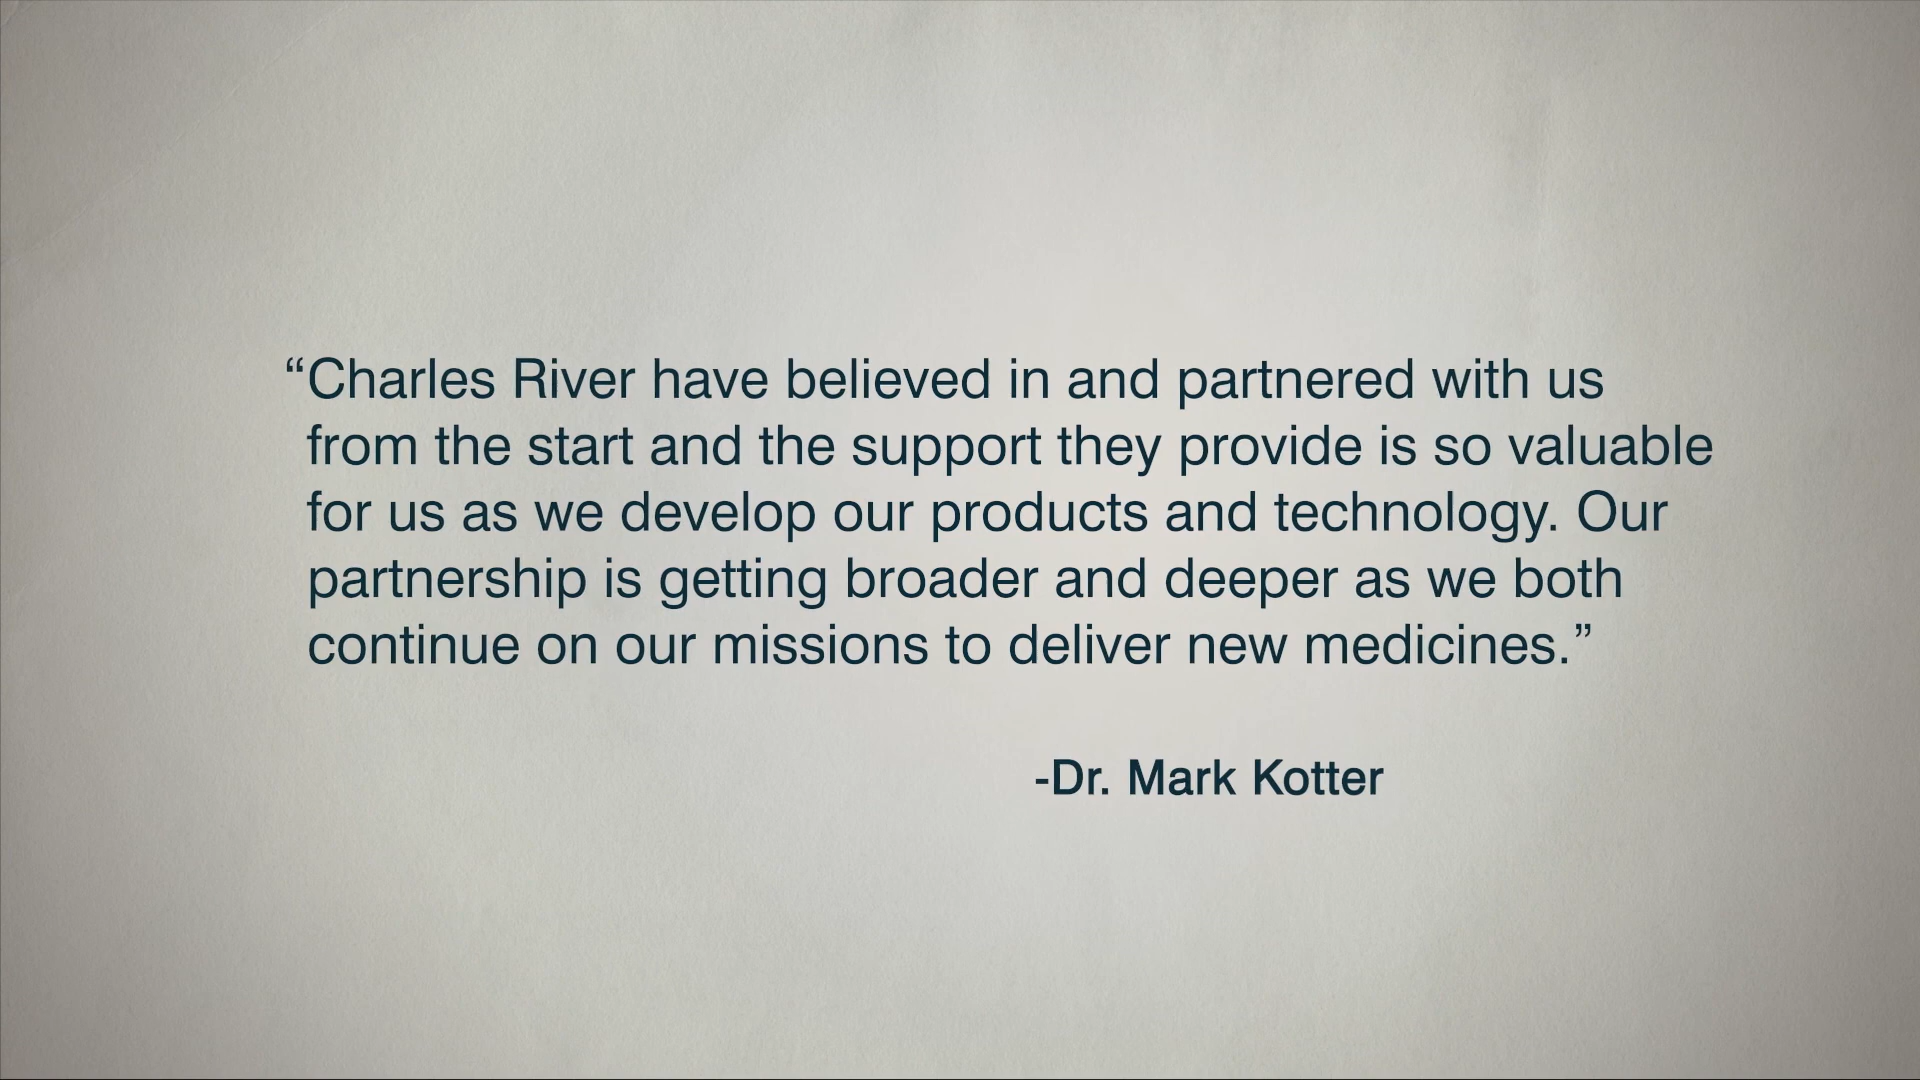 “Charles River have believed in and partnered with us
from the start and the support they provide is so valuable
for us as we develop our products and technology. Our
partnership is getting broader and deeper as we both
continue on our missions to deliver new medicines.”
-Dr. Mark Kotter